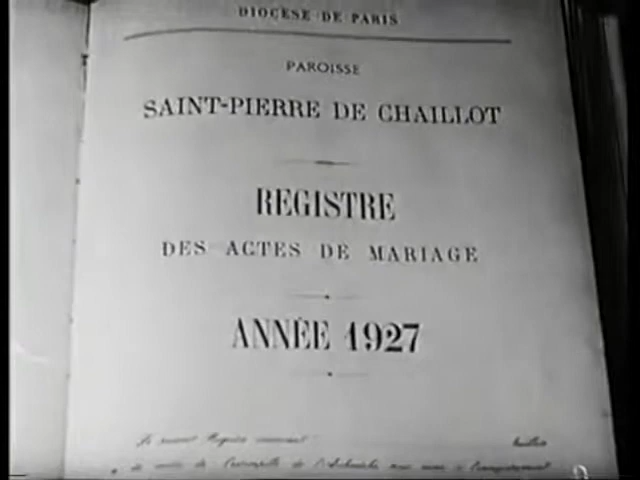 DIOCÈSE DE PARIS
PAROISSE
SAINT-PIERRE DE CHAILLOT
REGISTRE
DES ACTES DE MARIAGE
ANNÉE 1927